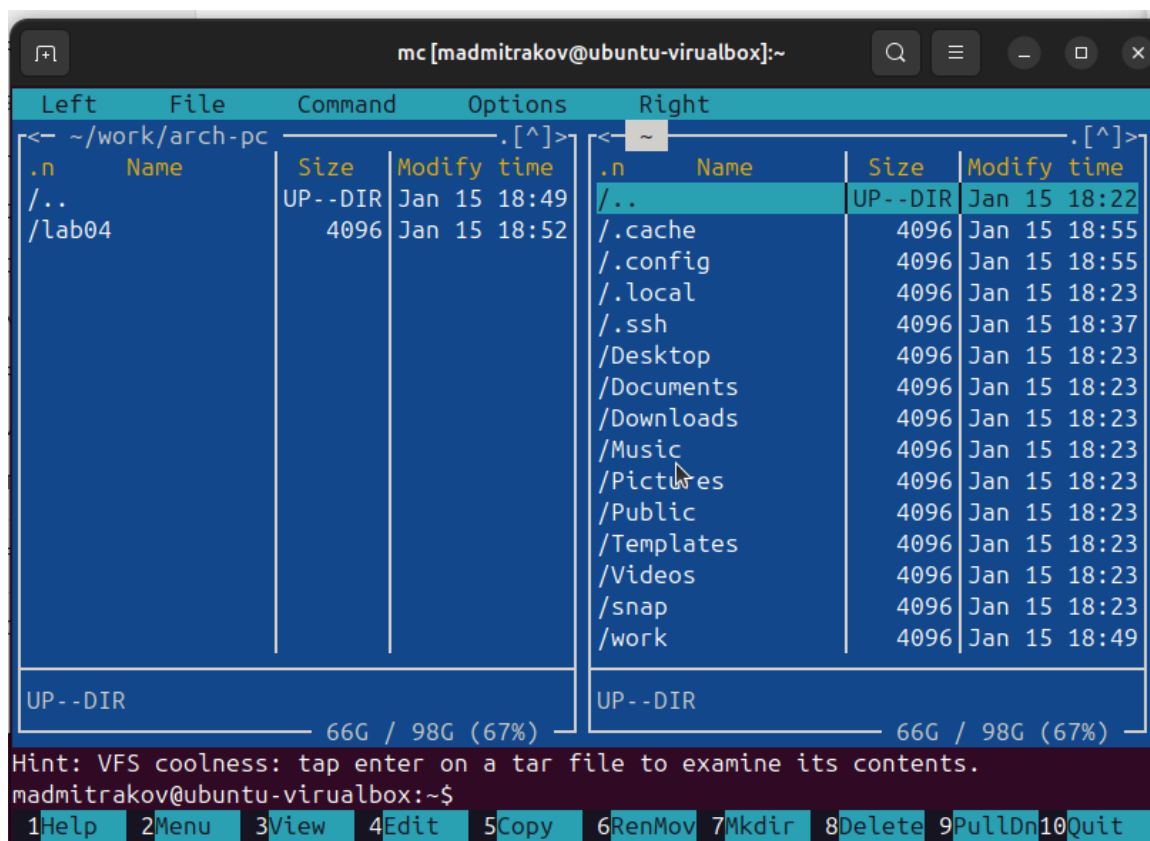 mc [madmitrakov@ubuntu-virualbox]:~
Left File Command Options Right
<─ ~/work/arch-pc .[^]> <─ ~ .[^]>
.n Name Size Modify time .n Name Size Modify time
/.. UP--DIR Jan 15 18:49 /.. UP--DIR Jan 15 18:22
/lab04 4096 Jan 15 18:52 /.cache 4096 Jan 15 18:55
/.config 4096 Jan 15 18:55
/.local 4096 Jan 15 18:23
/.ssh 4096 Jan 15 18:37
/Desktop 4096 Jan 15 18:23
/Documents 4096 Jan 15 18:23
/Downloads 4096 Jan 15 18:23
/Music 4096 Jan 15 18:23
/Pictures 4096 Jan 15 18:23
/Public 4096 Jan 15 18:23
/Templates 4096 Jan 15 18:23
/Videos 4096 Jan 15 18:23
/snap 4096 Jan 15 18:23
/work 4096 Jan 15 18:49
UP--DIR UP--DIR
66G / 98G (67%) 66G / 98G (67%)
Hint: VFS coolness: tap enter on a tar file to examine its contents.
madmitrakov@ubuntu-virualbox:~$
1Help 2Menu 3View 4Edit 5Copy 6RenMov 7Mkdir 8Delete 9PullDn 10Quit